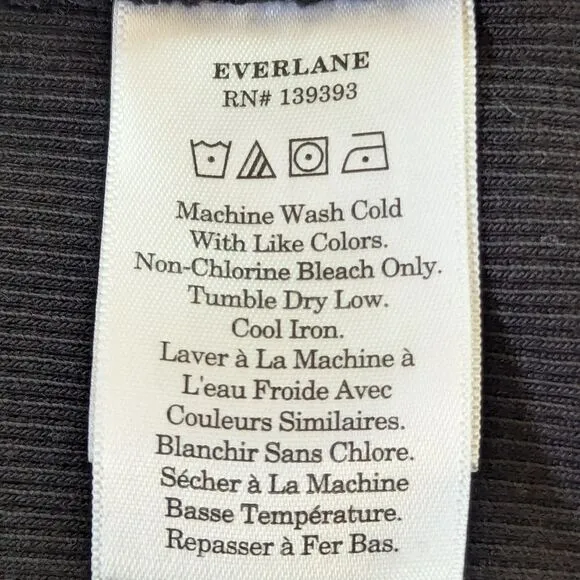 EVERLANE
RN# 139393
Machine Wash Cold
With Like Colors.
Non-Chlorine Bleach Only.
Tumble Dry Low.
Cool Iron.
Laver à La Machine à
L'eau Froide Avec
Couleurs Similaires.
Blanchir Sans Chlore.
Sécher à La Machine
Basse Température.
Repasser à Fer Bas.